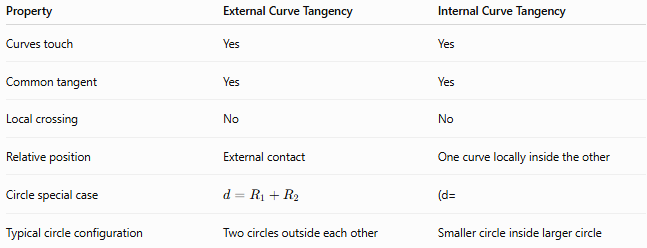 Property External Curve Tangency Internal Curve Tangency
Curves touch Yes Yes
Common tangent Yes Yes
Local crossing No No
Relative position External contact One curve locally inside the other
Circle special case d = R₁ + R₂ (d=
Typical circle configuration Two circles outside each other Smaller circle inside larger circle